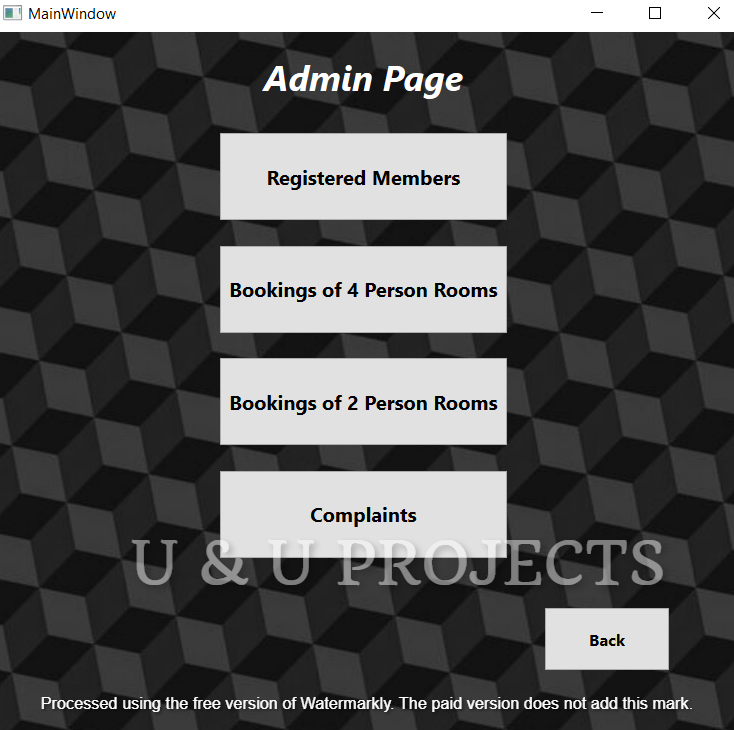 MainWindow
Admin Page
Registered Members
Bookings of 4 Person Rooms
Bookings of 2 Person Rooms
Complaints
U & U PROJECTS
Back
Processed using the free version of Watermarkly. The paid version does not add this mark.